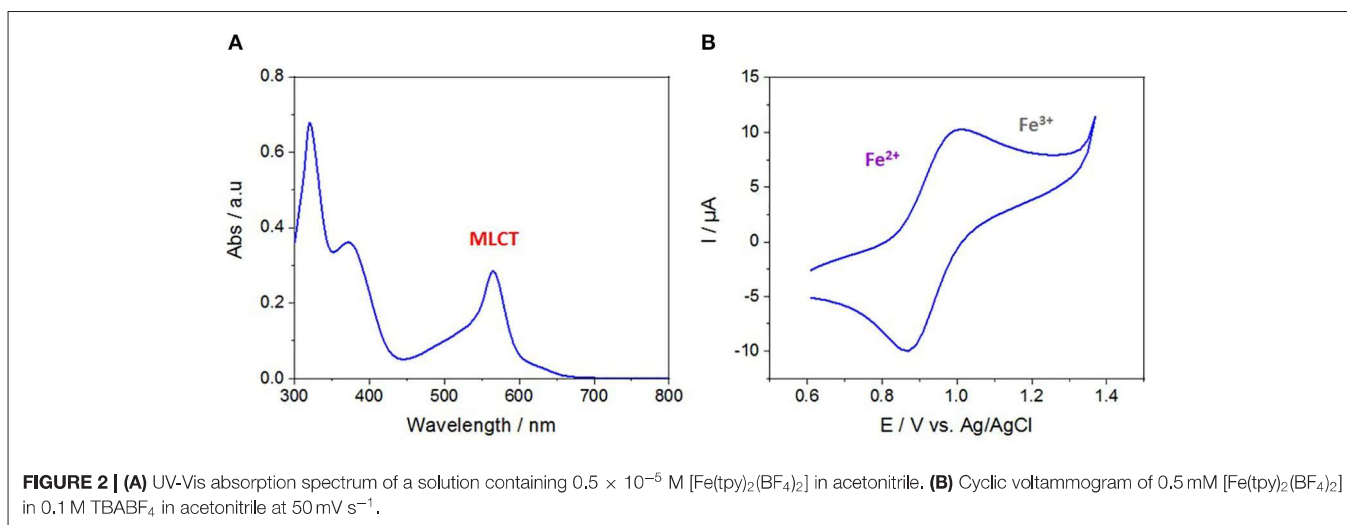 A
B
0.8
0.6
0.4
0.2
0.0
Abs / a.u
MLCT
300 400 500 600 700 800
Wavelength / nm
15
10
5
0
-5
-10
I / µA
Fe²⁺
Fe³⁺
0.6 0.8 1.0 1.2 1.4
E / V vs. Ag/AgCl
FIGURE 2 | (A) UV-Vis absorption spectrum of a solution containing 0.5 × 10⁻⁵ M [Fe(tpy)₂(BF₄)₂] in acetonitrile. (B) Cyclic voltammogram of 0.5 mM [Fe(tpy)₂(BF₄)₂]
in 0.1 M TBABF₄ in acetonitrile at 50 mV s⁻¹.